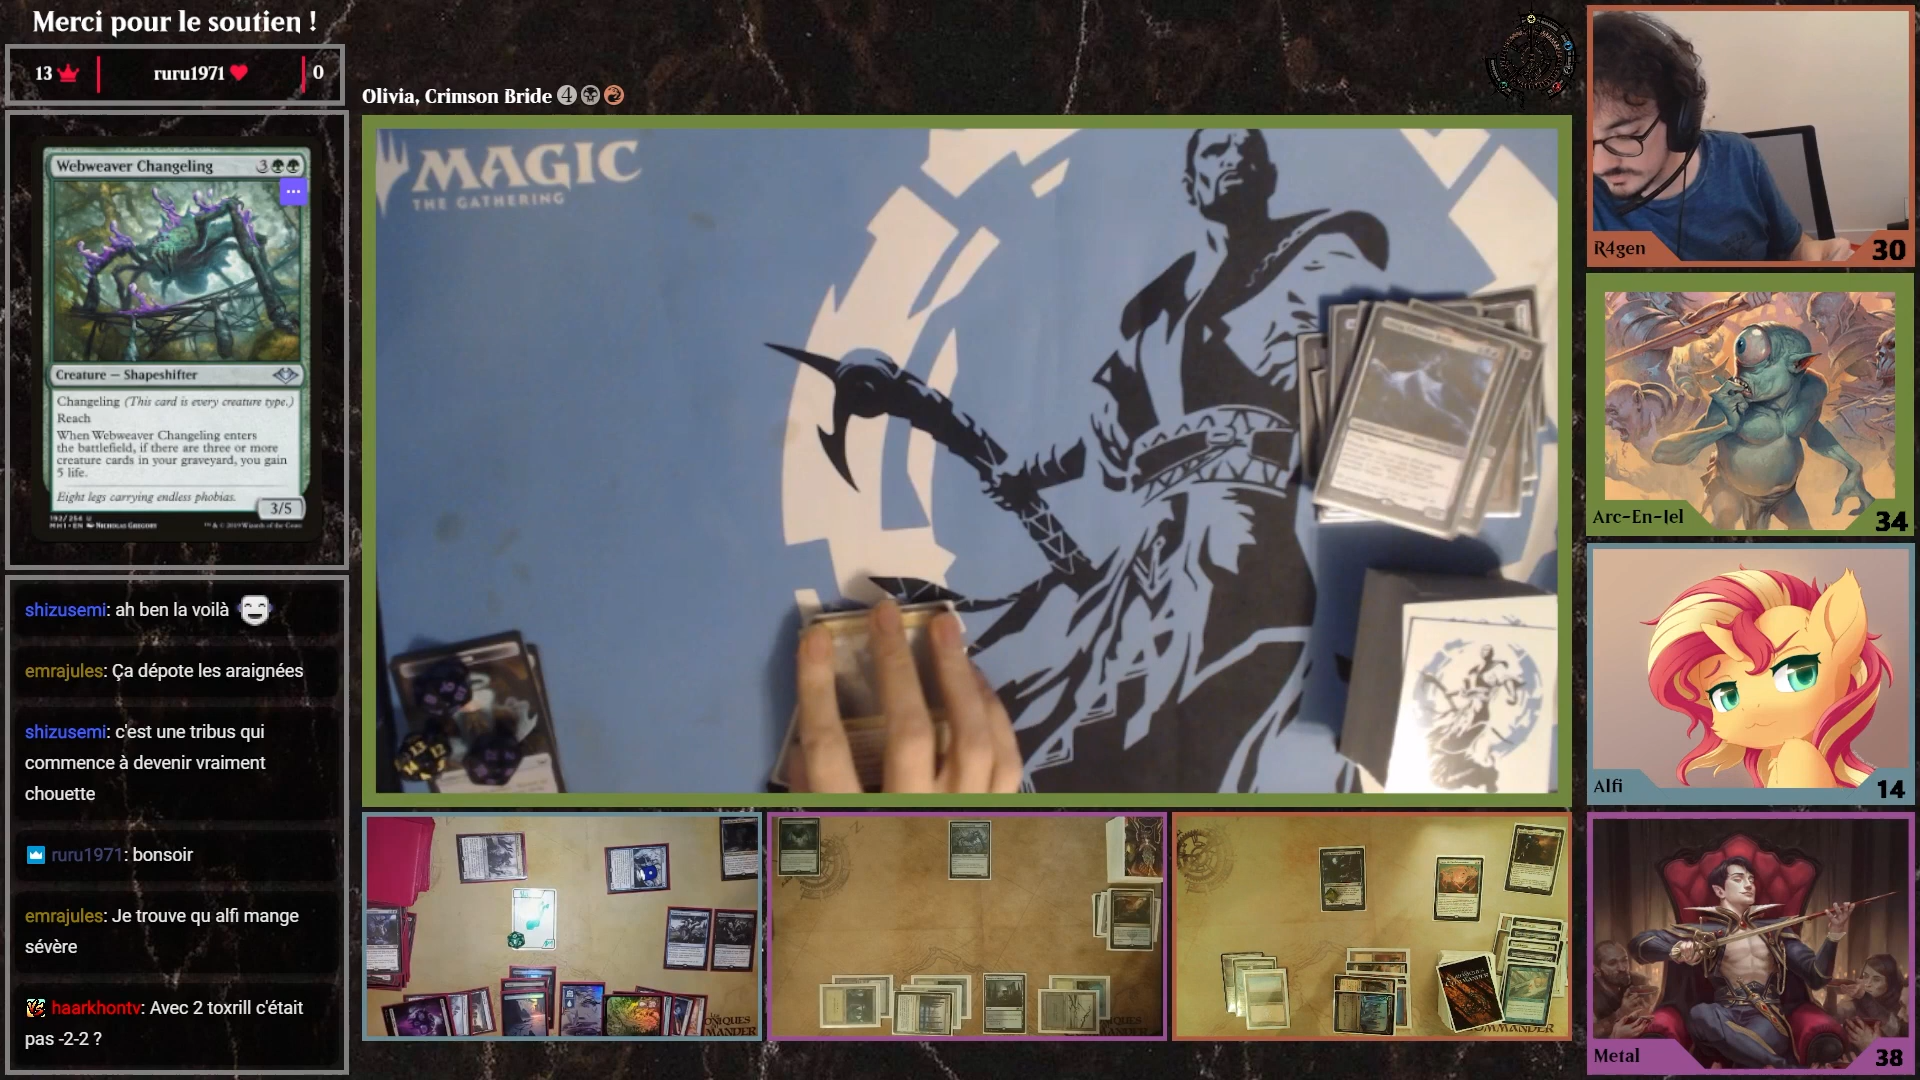 Merci pour le soutien !
13
ruru1971
0
Olivia, Crimson Bride 4
Webweaver Changeling 3
Creature — Shapeshifter
Changeling (This card is every creature type.)
Reach
When Webweaver Changeling enters
the battlefield, if there are three or more
creature cards in your graveyard, you gain
5 life.
Eight legs carrying endless phobias.
3/5
MAGIC
THE GATHERING
shizusemi: ah ben la voilà
emrajules: Ça dépote les araignées
shizusemi: c'est une tribus qui
commence à devenir vraiment
chouette
ruru1971: bonsoir
emrajules: Je trouve qu alfi mange
sévère
haarkhontv: Avec 2 toxrill c'était
pas -2-2 ?
R4gen
30
Arc-En-Iel
34
Alfi
14
Metal
38